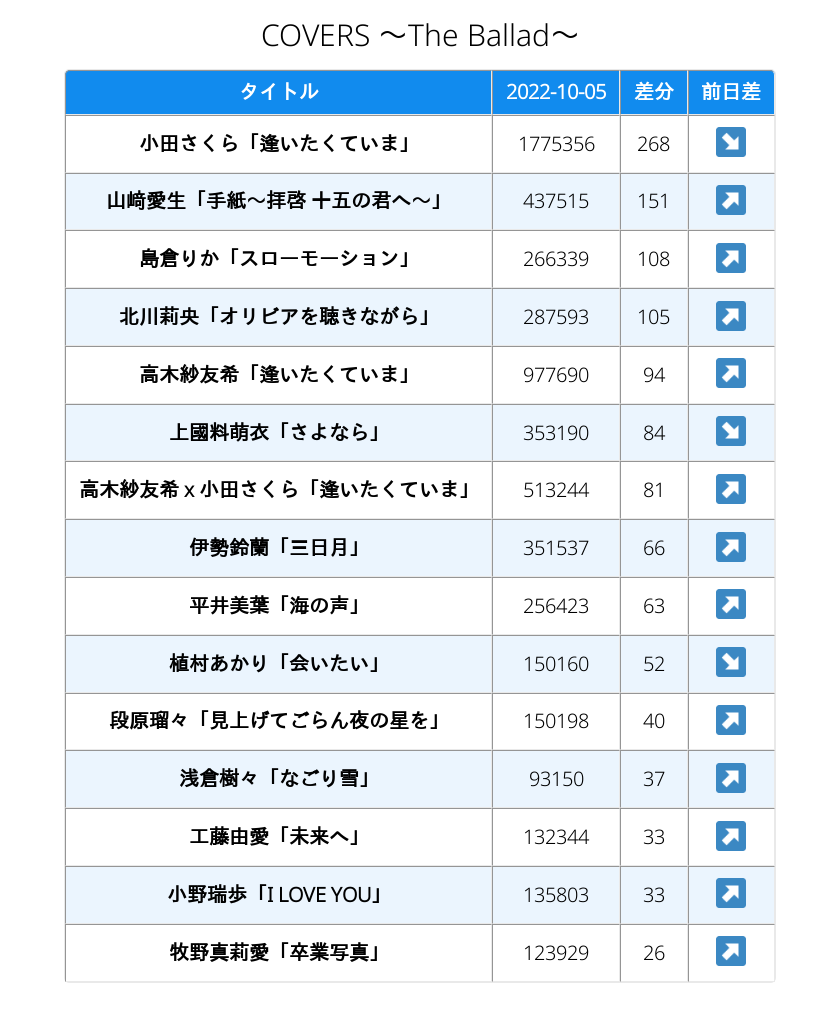 COVERS ～The Ballad～
タイトル 2022-10-05 差分 前日差
小田さくら「逢いたくていま」 1775356 268 ↘
山﨑愛生「手紙～拝啓 十五の君へ～」 437515 151 ↗
島倉りか「スローモーション」 266339 108 ↗
北川莉央「オリビアを聴きながら」 287593 105 ↗
高木紗友希「逢いたくていま」 977690 94 ↗
上國料萌衣「さよなら」 353190 84 ↘
高木紗友希 x 小田さくら「逢いたくていま」 513244 81 ↗
伊勢鈴蘭「三日月」 351537 66 ↗
平井美葉「海の声」 256423 63 ↗
植村あかり「会いたい」 150160 52 ↘
段原瑠々「見上げてごらん夜の星を」 150198 40 ↗
浅倉樹々「なごり雪」 93150 37 ↗
工藤由愛「未来へ」 132344 33 ↗
小野瑞歩「I LOVE YOU」 135803 33 ↗
牧野真莉愛「卒業写真」 123929 26 ↗